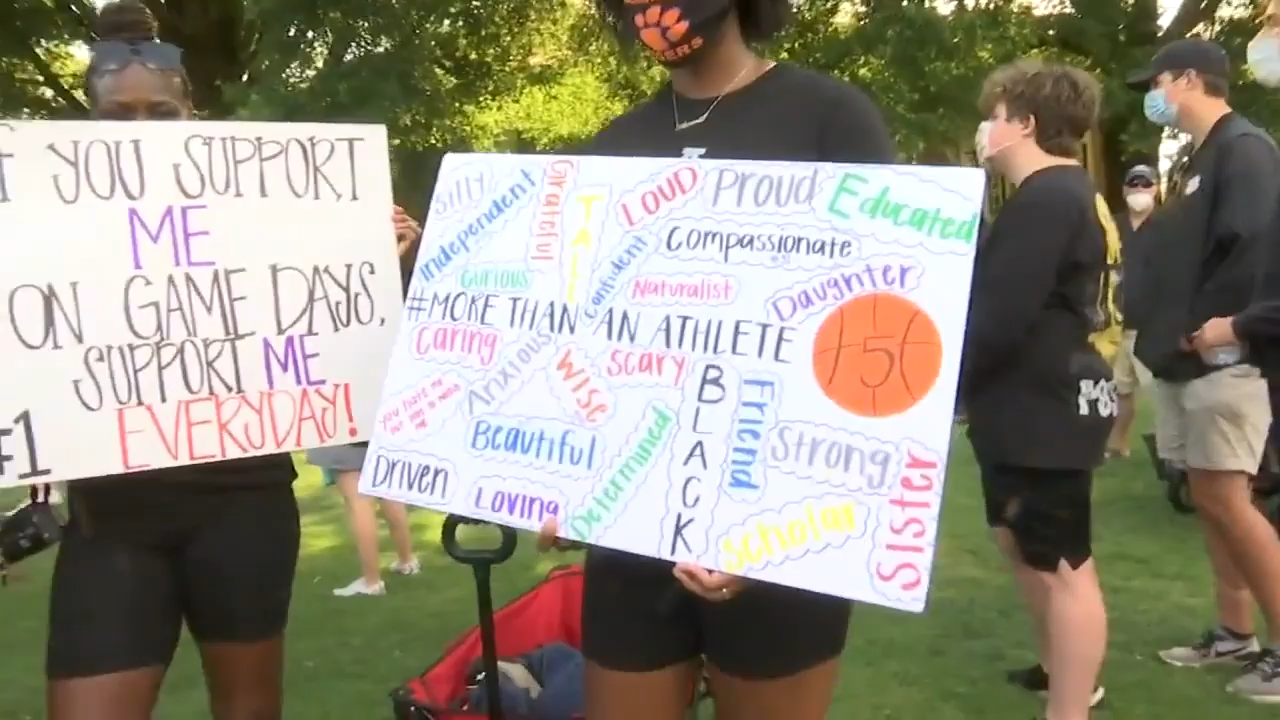 YOU SUPPORT
ME
ON GAME DAYS,
SUPPORT ME
EVERYDAY!
#1
SILLY
Independent
Grateful
TALL
LOUD
Proud
Educated
Confident
Compassionate
Curious
Naturalist
Daughter
#MORE THAN AN ATHLETE
5
Caring
Anxious
Wise
Scary
BLACK
Friend
Beautiful
Determined
Strong
Sister
Driven
Loving
Scholar